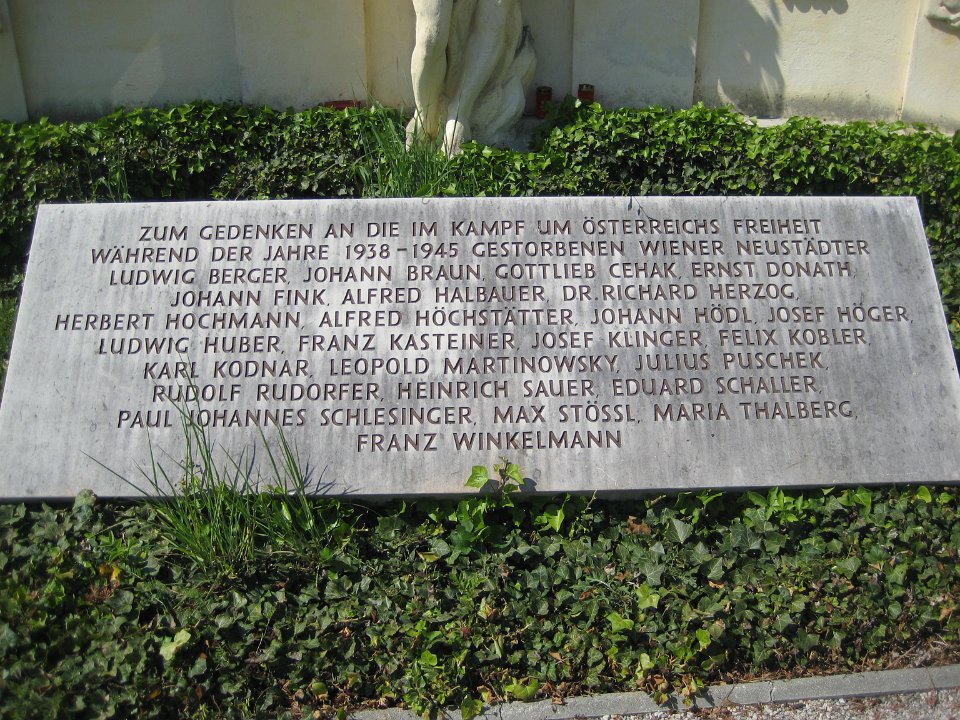 ZUM GEDENKEN AN DIE IM KAMPF UM ÖSTERREICHS FREIHEIT
WÄHREND DER JAHRE 1938-1945 GESTORBENEN WIENER NEUSTÄDTER
LUDWIG BERGER, JOHANN BRAUN, GOTTLIEB CEHAK, ERNST DONATH,
JOHANN FINK, ALFRED HALBAUER, DR. RICHARD HERZOG,
HERBERT HOCHMANN, ALFRED HÖCHSTÄTTER, JOHANN HÖDL, JOSEF HÖGER,
LUDWIG HUBER, FRANZ KASTEINER, JOSEF KLINGER, FELIX KOBLER,
KARL KODNAR, LEOPOLD MARTINOWSKY, JULIUS PUSCHEK,
RUDOLF RUDORFER, HEINRICH SAUER, EDUARD SCHALLER,
PAUL JOHANNES SCHLESINGER, MAX STÖSSL, MARIA THALBERG,
FRANZ WINKELMANN